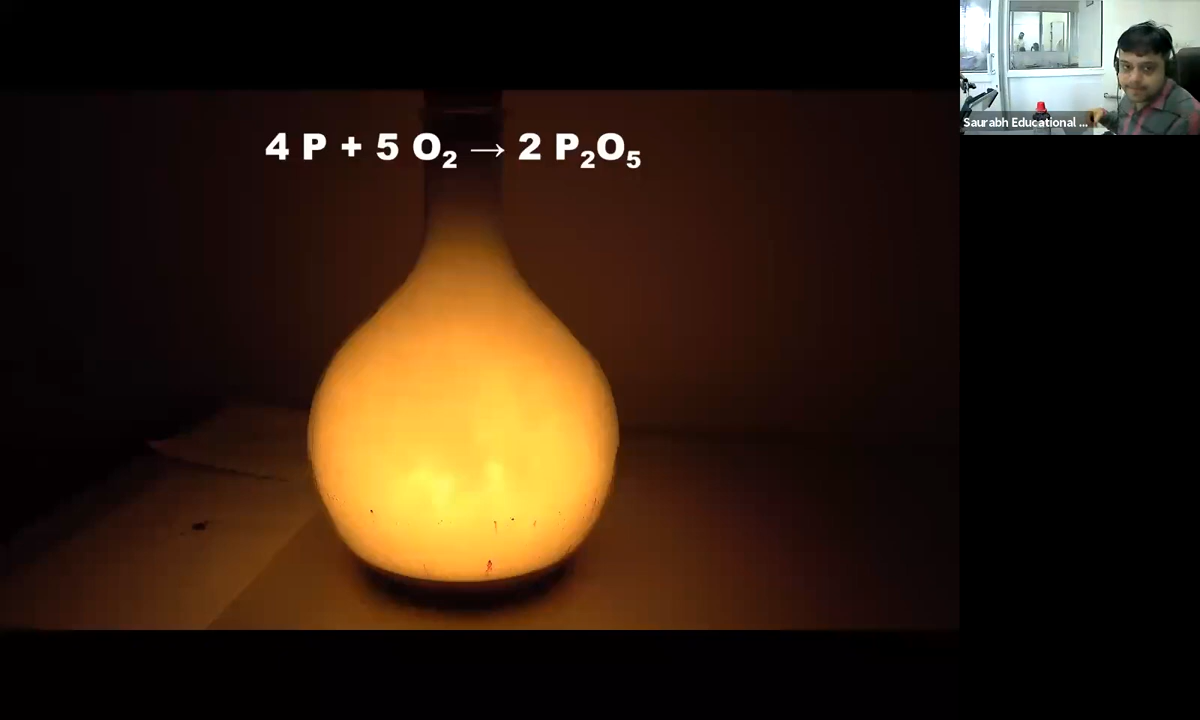 4 P + 5 O₂ → 2 P₂O₅
Saurabh Educational ...